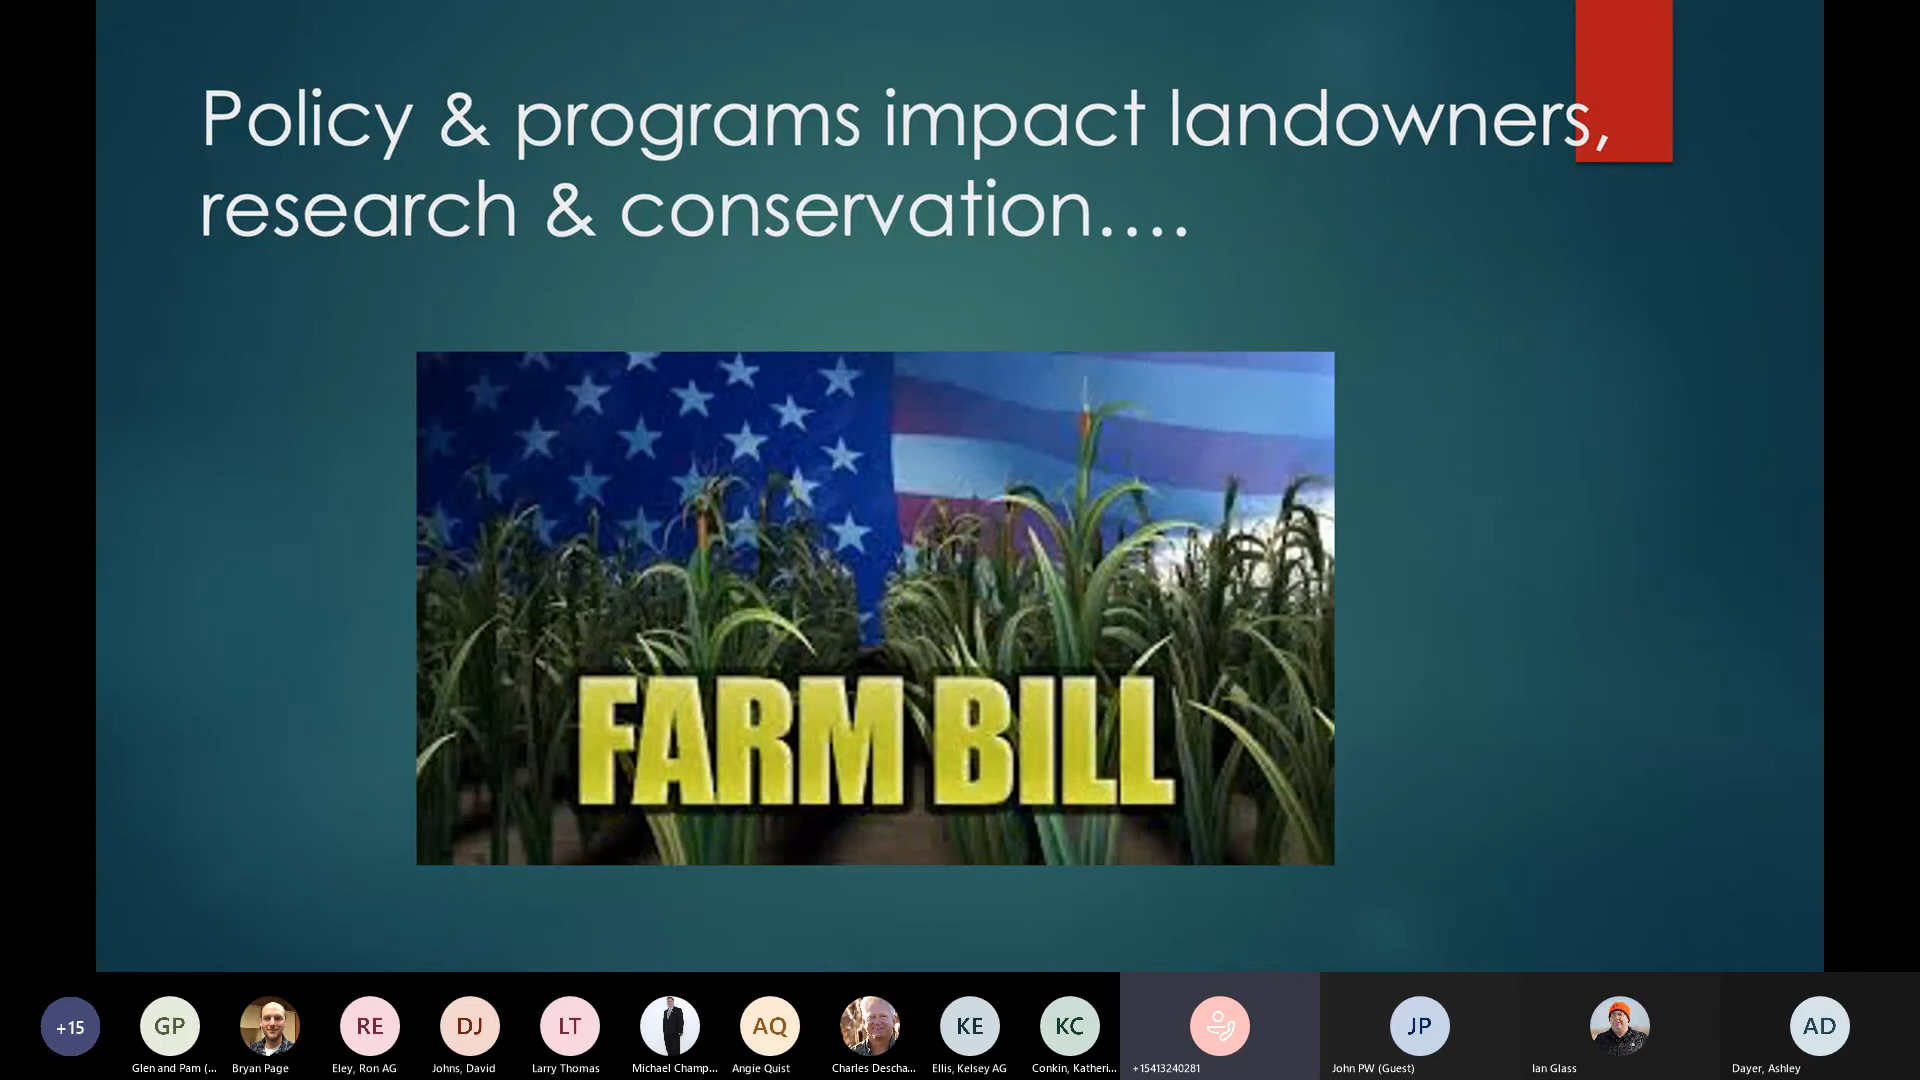 Policy & programs impact landowners,
research & conservation....
FARM BILL
+15
GP
RE
DJ
LT
AQ
KE
KC
JP
AD
Glen and Pam (...
Bryan Page
Eley, Ron AG
Johns, David
Larry Thomas
Michael Champ...
Angie Quist
Charles Descha...
Ellis, Kelsey AG
Conkin, Katheri...
+15413240281
John PW (Guest)
Ian Glass
Dayer, Ashley